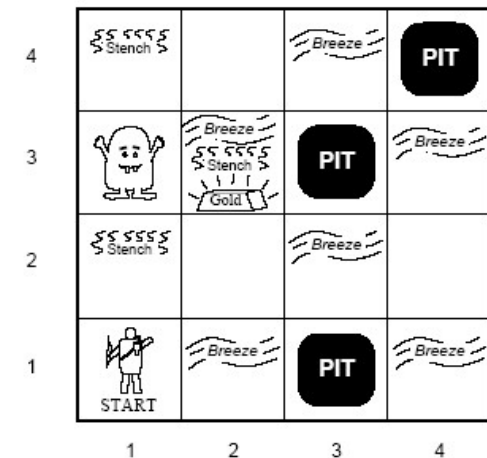 4
Stench
Breeze
PIT
3
Breeze
Stench
Gold
PIT
Breeze
2
Stench
Breeze
1
START
Breeze
PIT
Breeze
1 2 3 4